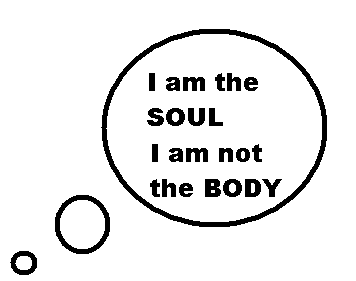 I am the
SOUL
I am not
the BODY